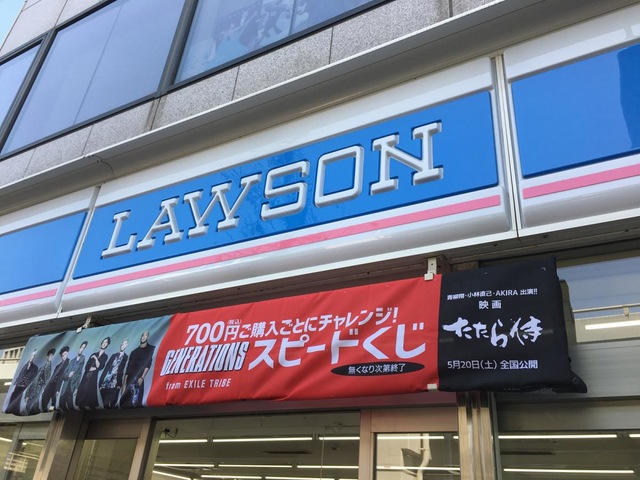 LAWSON
700円(税込)ご購入ごとにチャレンジ!
GENERATIONS スピードくじ
from EXILE TRIBE
無くなり次第終了
青柳翔・小林直己・AKIRA 出演!!
映画
たたら侍
5月20日(土)全国公開